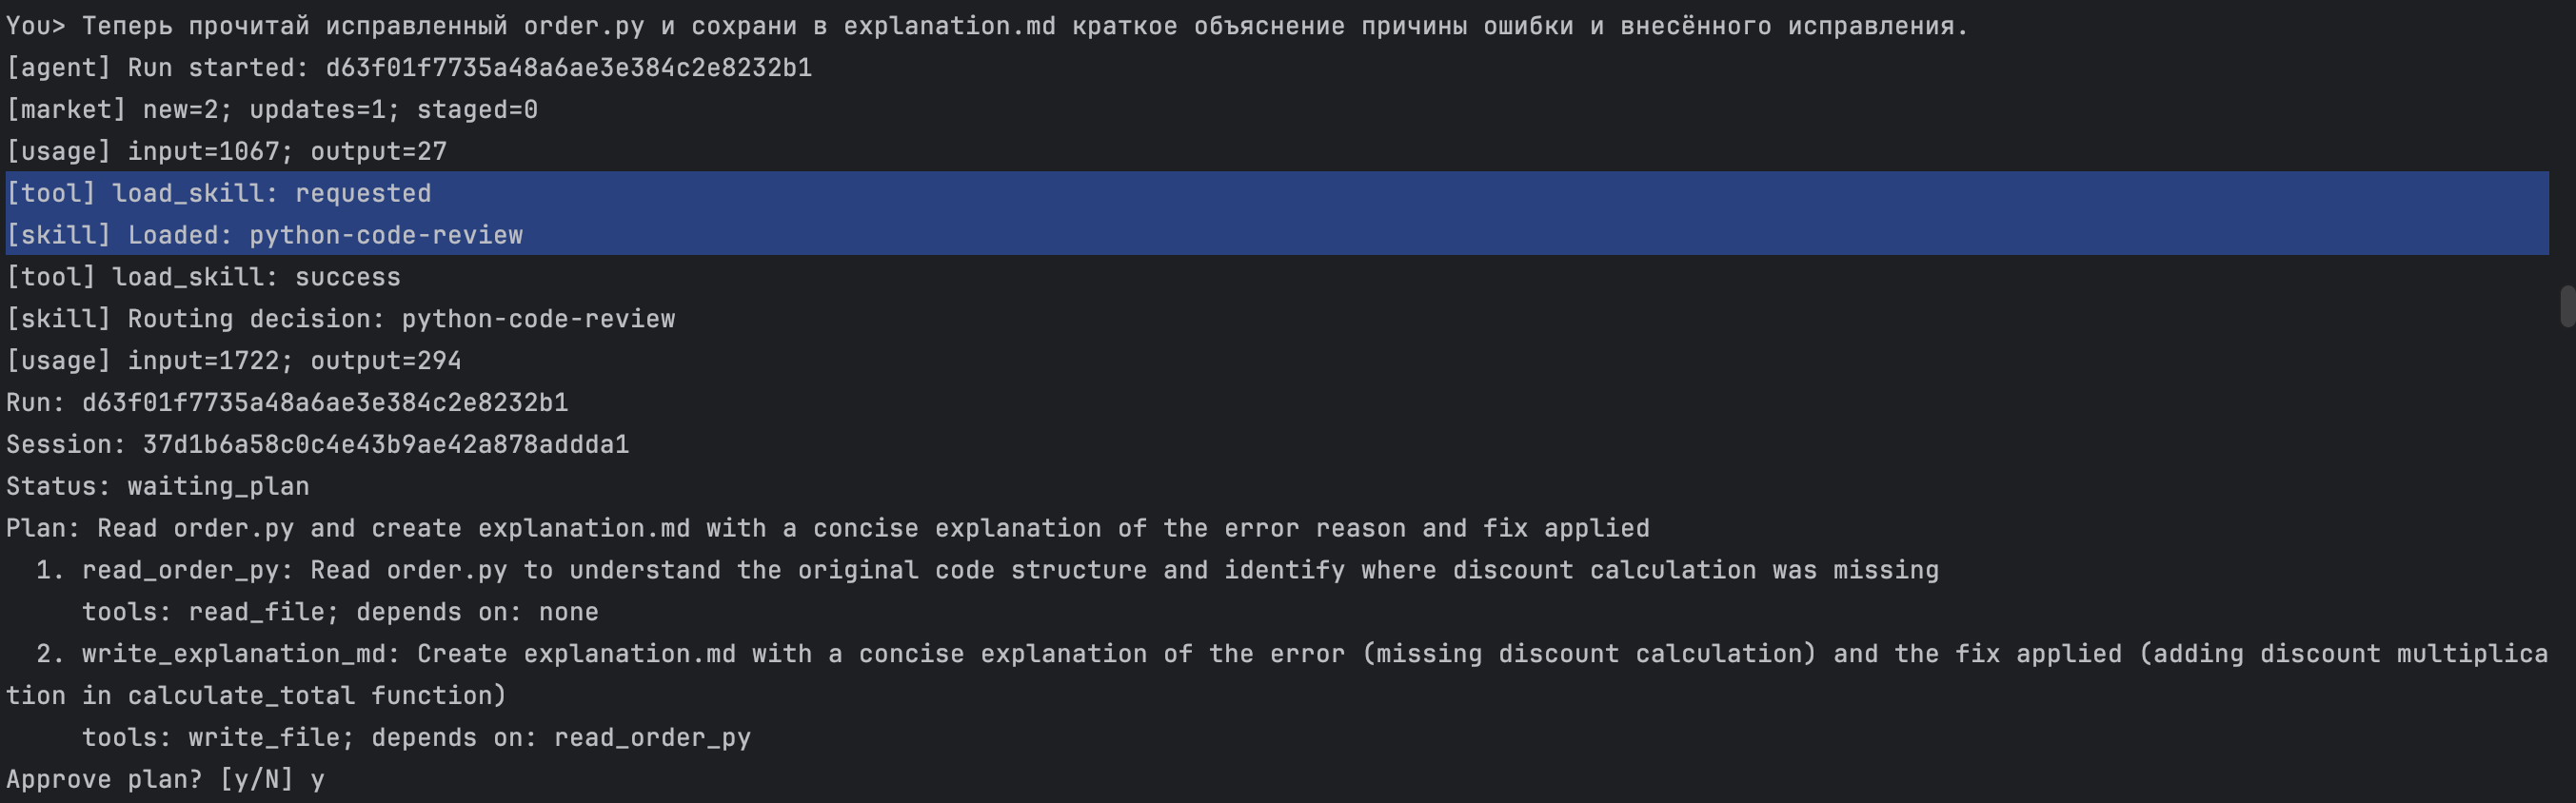 You> Теперь прочитай исправленный order.py и сохрани в explanation.md краткое объяснение причины ошибки и внесённого исправления.
[agent] Run started: d63f01f7735a48a6ae3e384c2e8232b1
[market] new=2; updates=1; staged=0
[usage] input=1067; output=27
[tool] load_skill: requested
[skill] Loaded: python-code-review
[tool] load_skill: success
[skill] Routing decision: python-code-review
[usage] input=1722; output=294
Run: d63f01f7735a48a6ae3e384c2e8232b1
Session: 37d1b6a58c0c4e43b9ae42a878addda1
Status: waiting_plan
Plan: Read order.py and create explanation.md with a concise explanation of the error reason and fix applied
  1. read_order_py: Read order.py to understand the original code structure and identify where discount calculation was missing
     tools: read_file; depends on: none
  2. write_explanation_md: Create explanation.md with a concise explanation of the error (missing discount calculation) and the fix applied (adding discount multiplica
tion in calculate_total function)
     tools: write_file; depends on: read_order_py
Approve plan? [y/N] y